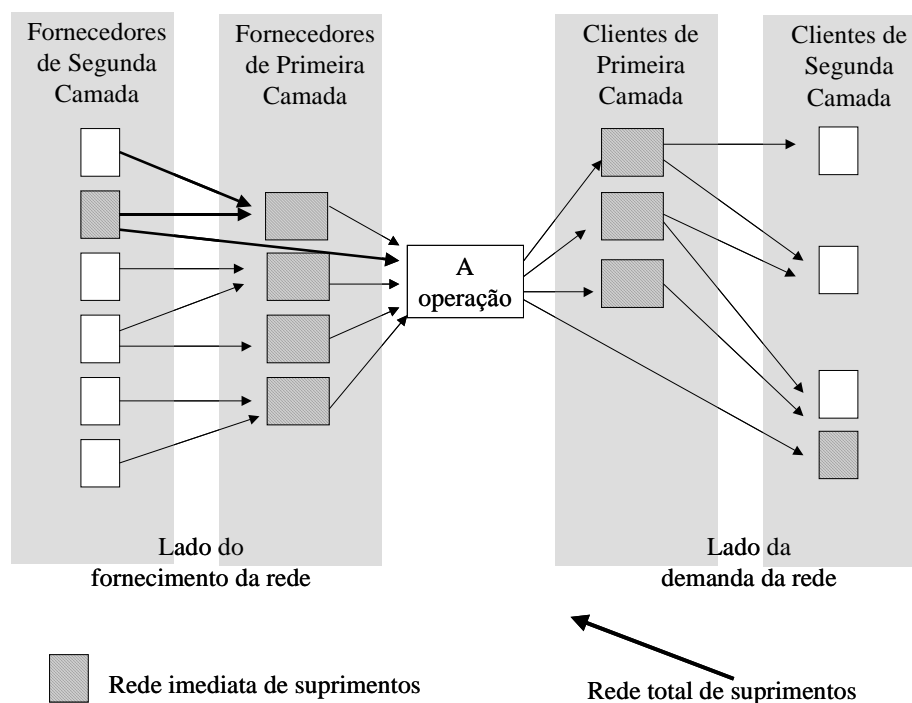 Fornecedores
de Segunda
Camada
Fornecedores
de Primeira
Camada
Clientes de
Primeira
Camada
Clientes de
Segunda
Camada
A
operação
Lado do
fornecimento da rede
Lado da
demanda da rede
Rede imediata de suprimentos
Rede total de suprimentos